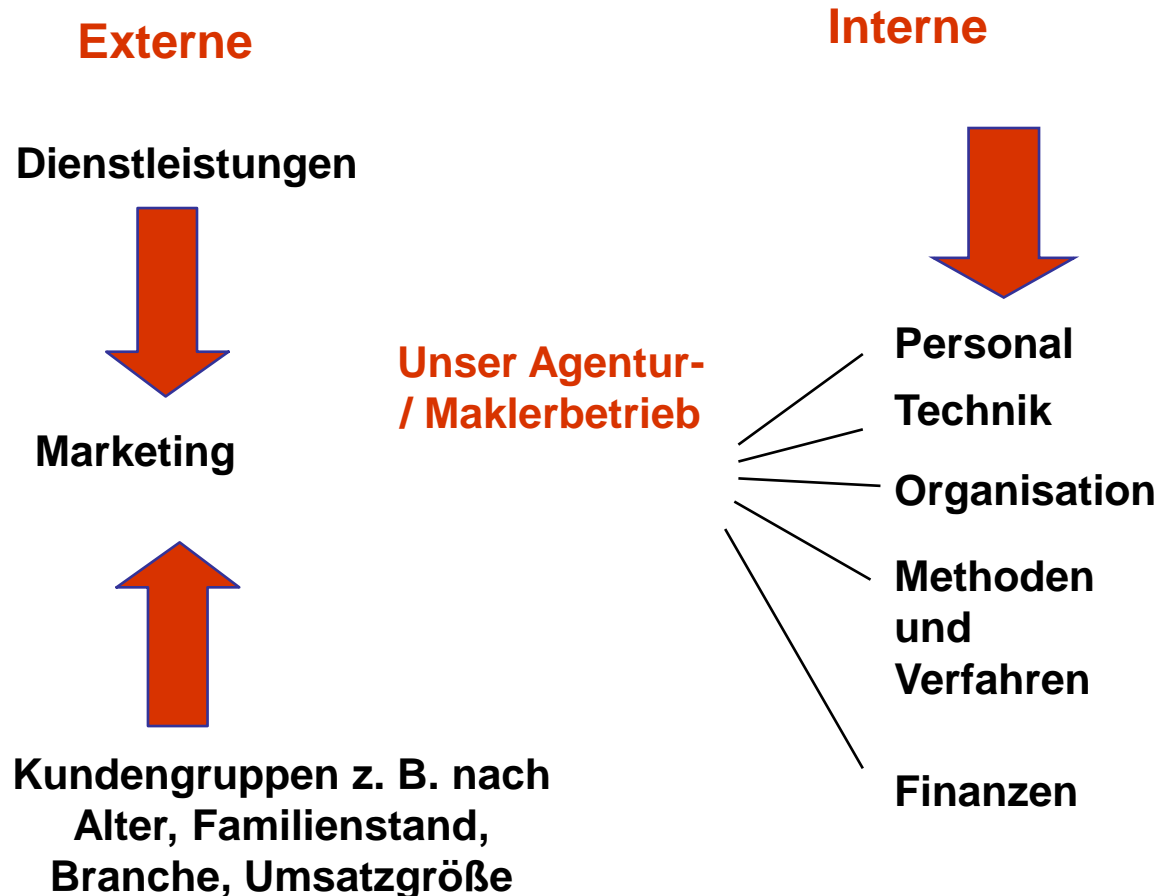 Externe
Interne
Dienstleistungen
Marketing
Kundengruppen z. B. nach
Alter, Familienstand,
Branche, Umsatzgröße
Unser Agentur-
/ Maklerbetrieb
Personal
Technik
Organisation
Methoden
und
Verfahren
Finanzen